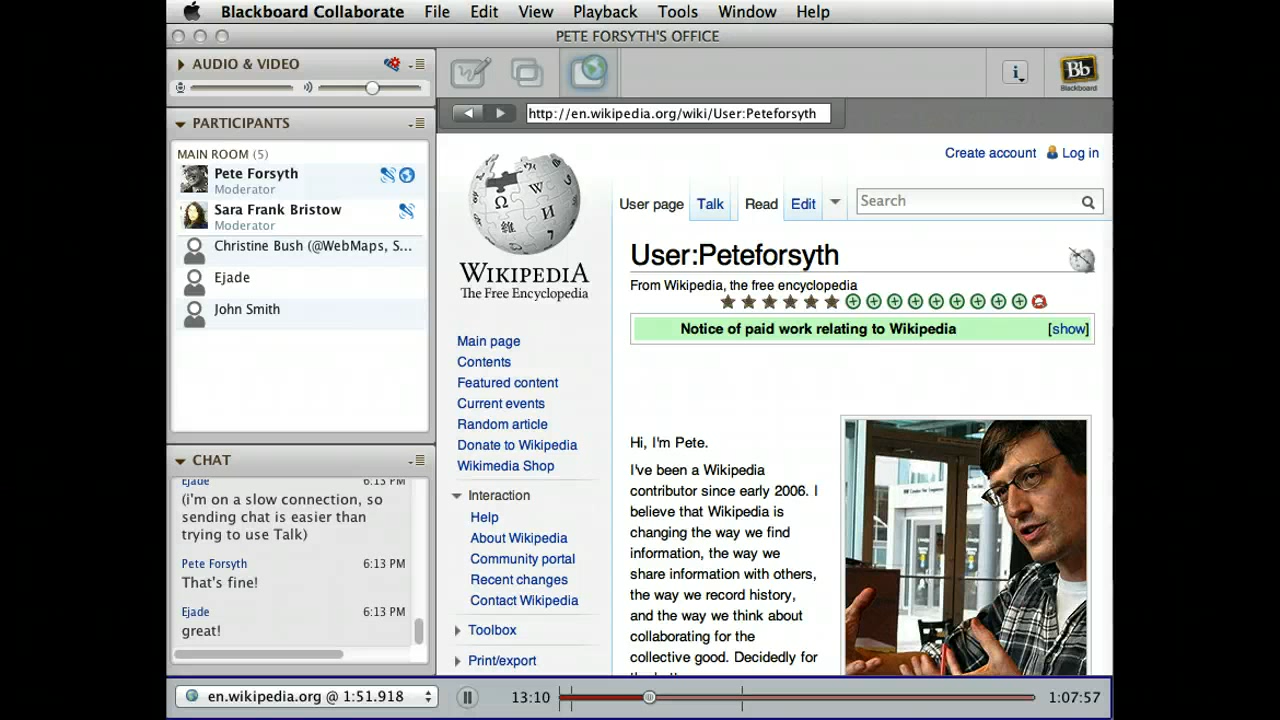 Blackboard Collaborate File Edit View Playback Tools Window Help
PETE FORSYTH'S OFFICE
AUDIO & VIDEO
PARTICIPANTS
MAIN ROOM (5)
Pete Forsyth
Moderator
Sara Frank Bristow
Moderator
Christine Bush (@WebMaps, S...
Ejade
John Smith
CHAT
Ejade 6:13 PM
(i'm on a slow connection, so
sending chat is easier than
trying to use Talk)
Pete Forsyth 6:13 PM
That's fine!
Ejade 6:13 PM
great!
Bb
Blackboard
http://en.wikipedia.org/wiki/User:Peteforsyth
Create account Log in
User page Talk Read Edit Search
WIKIPEDIA
The Free Encyclopedia
Main page
Contents
Featured content
Current events
Random article
Donate to Wikipedia
Wikimedia Shop
Interaction
Help
About Wikipedia
Community portal
Recent changes
Contact Wikipedia
Toolbox
Print/export
User:Peteforsyth
From Wikipedia, the free encyclopedia
Notice of paid work relating to Wikipedia [show]
Hi, I'm Pete.
I've been a Wikipedia
contributor since early 2006. I
believe that Wikipedia is
changing the way we find
information, the way we
share information with others,
the way we record history,
and the way we think about
collaborating for the
collective good. Decidedly for
en.wikipedia.org @ 1:51.918 13:10 1:07:57